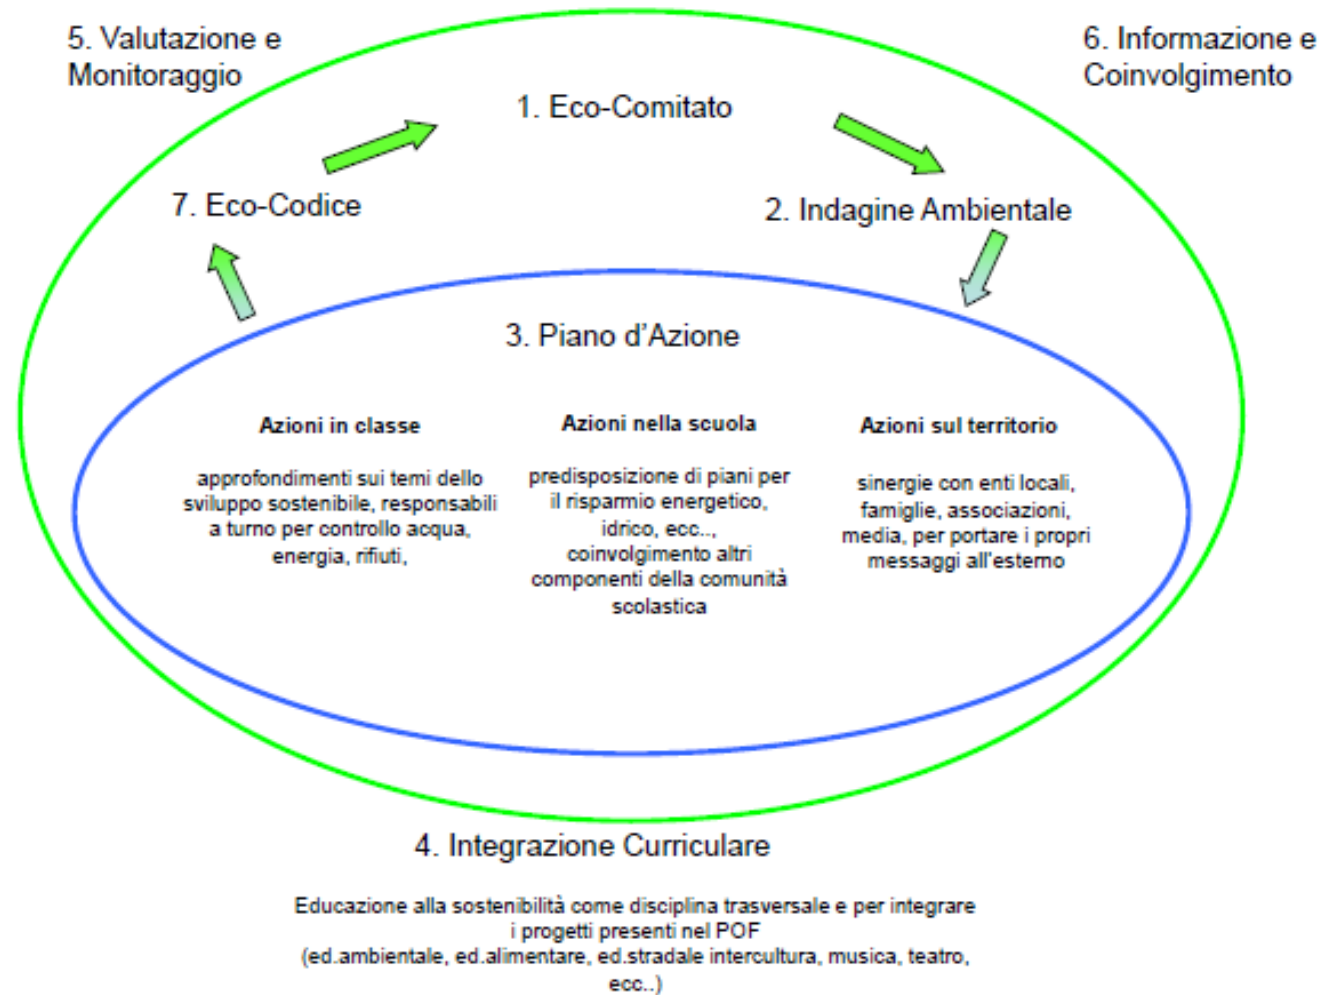 5. Valutazione e
Monitoraggio
6. Informazione e
Coinvolgimento
1. Eco-Comitato
7. Eco-Codice
2. Indagine Ambientale
3. Piano d'Azione
Azioni in classe
approfondimenti sui temi dello
sviluppo sostenibile, responsabili
a turno per controllo acqua,
energia, rifiuti,
Azioni nella scuola
predisposizione di piani per
il risparmio energetico,
idrico, ecc..,
coinvolgimento altri
componenti della comunità
scolastica
Azioni sul territorio
sinergie con enti locali,
famiglie, associazioni,
media, per portare i propri
messaggi all'esterno
4. Integrazione Curriculare
Educazione alla sostenibilità come disciplina trasversale e per integrare
i progetti presenti nel POF
(ed.ambientale, ed.alimentare, ed.stradale intercultura, musica, teatro,
ecc..)